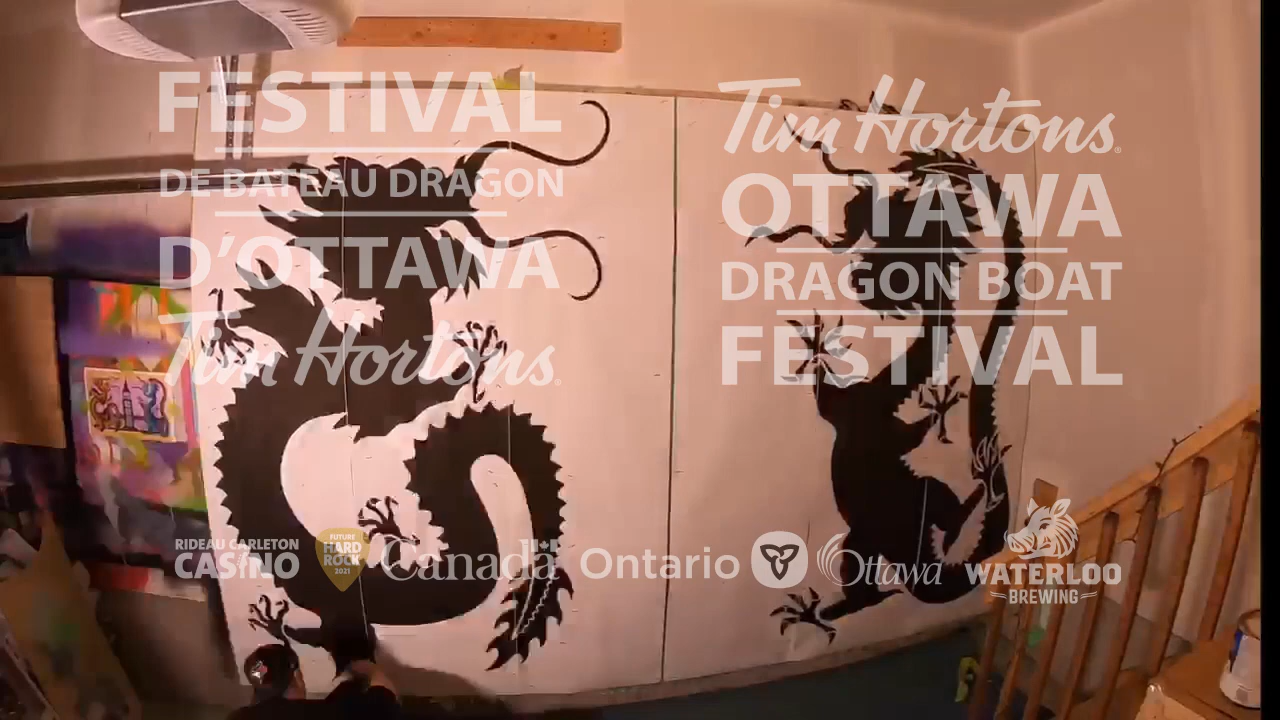 FESTIVAL
DE BATEAU DRAGON
D'OTTAWA
Tim Hortons®
Tim Hortons®
OTTAWA
DRAGON BOAT
FESTIVAL
RIDEAU CARLETON
CASINO
FUTURE
HARD
ROCK
2021
Canada
Ontario
Ottawa
WATERLOO
BREWING